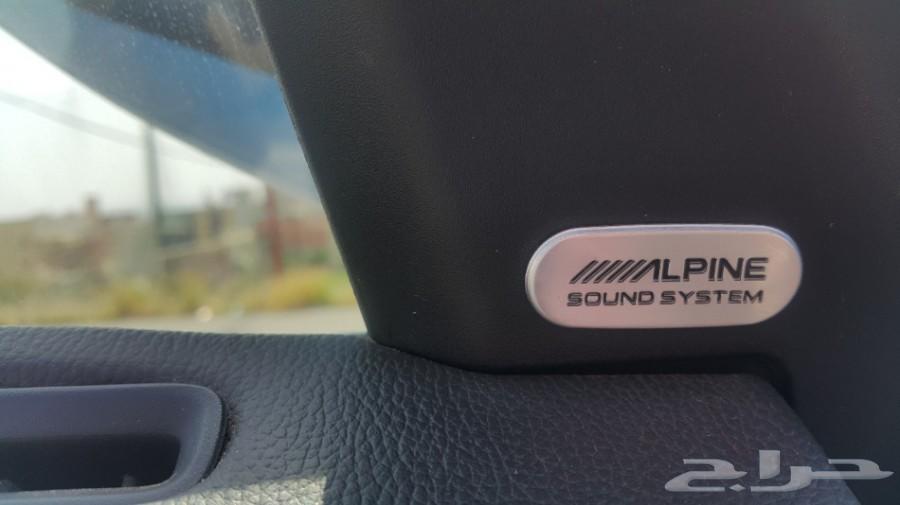 ALPINE
SOUND SYSTEM
حراج